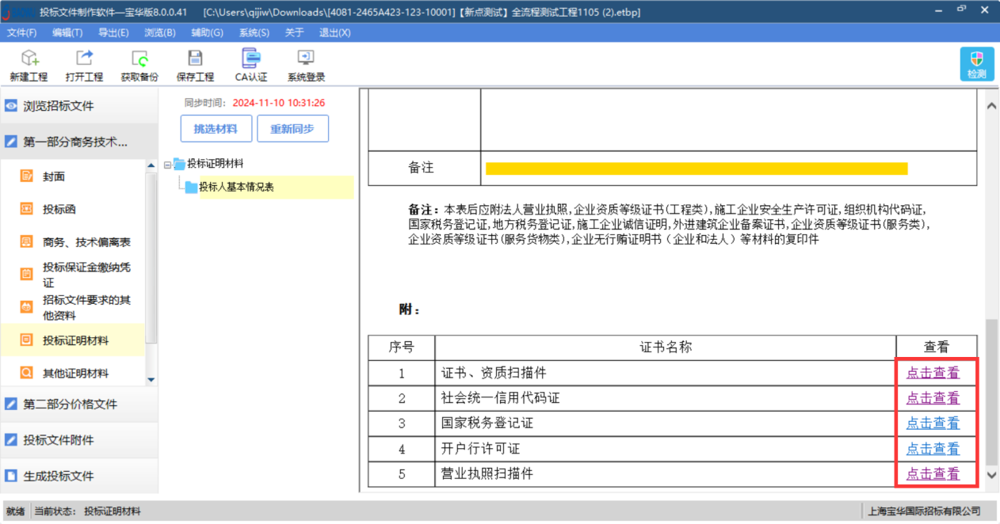 投标文件制作软件—宝华版8.0.0.41 [C:\Users\qijiw\Downloads\[4081-2465A423-123-10001]【新点测试】全流程测试工程1105 (2).etbp]
文件(F) 编辑(T) 导出(E) 浏览(B) 辅助(G) 系统(S) 关于 退出(X)
新建工程 打开工程 获取备份 保存工程 CA认证 系统登录 检测
浏览招标文件
第一部分商务技术...
封面
投标函
商务、技术偏离表
投标保证金缴纳凭
证
招标文件要求的其
他资料
投标证明材料
其他证明材料
第二部分价格文件
投标文件附件
生成投标文件
同步时间: 2024-11-10 10:31:26
挑选材料 重新同步
投标证明材料
投标人基本情况表
备注
备注：本表后应附法人营业执照,企业资质等级证书(工程类),施工企业安全生产许可证,组织机构代码证,
国家税务登记证,地方税务登记证,施工企业诚信证明,外进建筑企业备案证书,企业资质等级证书(服务类),
企业资质等级证书(服务货物类),企业无行贿证明书（企业和法人）等材料的复印件
附：
序号 证书名称 查看
1 证书、资质扫描件 点击查看
2 社会统一信用代码证 点击查看
3 国家税务登记证 点击查看
4 开户行许可证 点击查看
5 营业执照扫描件 点击查看
就绪 当前状态: 投标证明材料 上海宝华国际招标有限公司